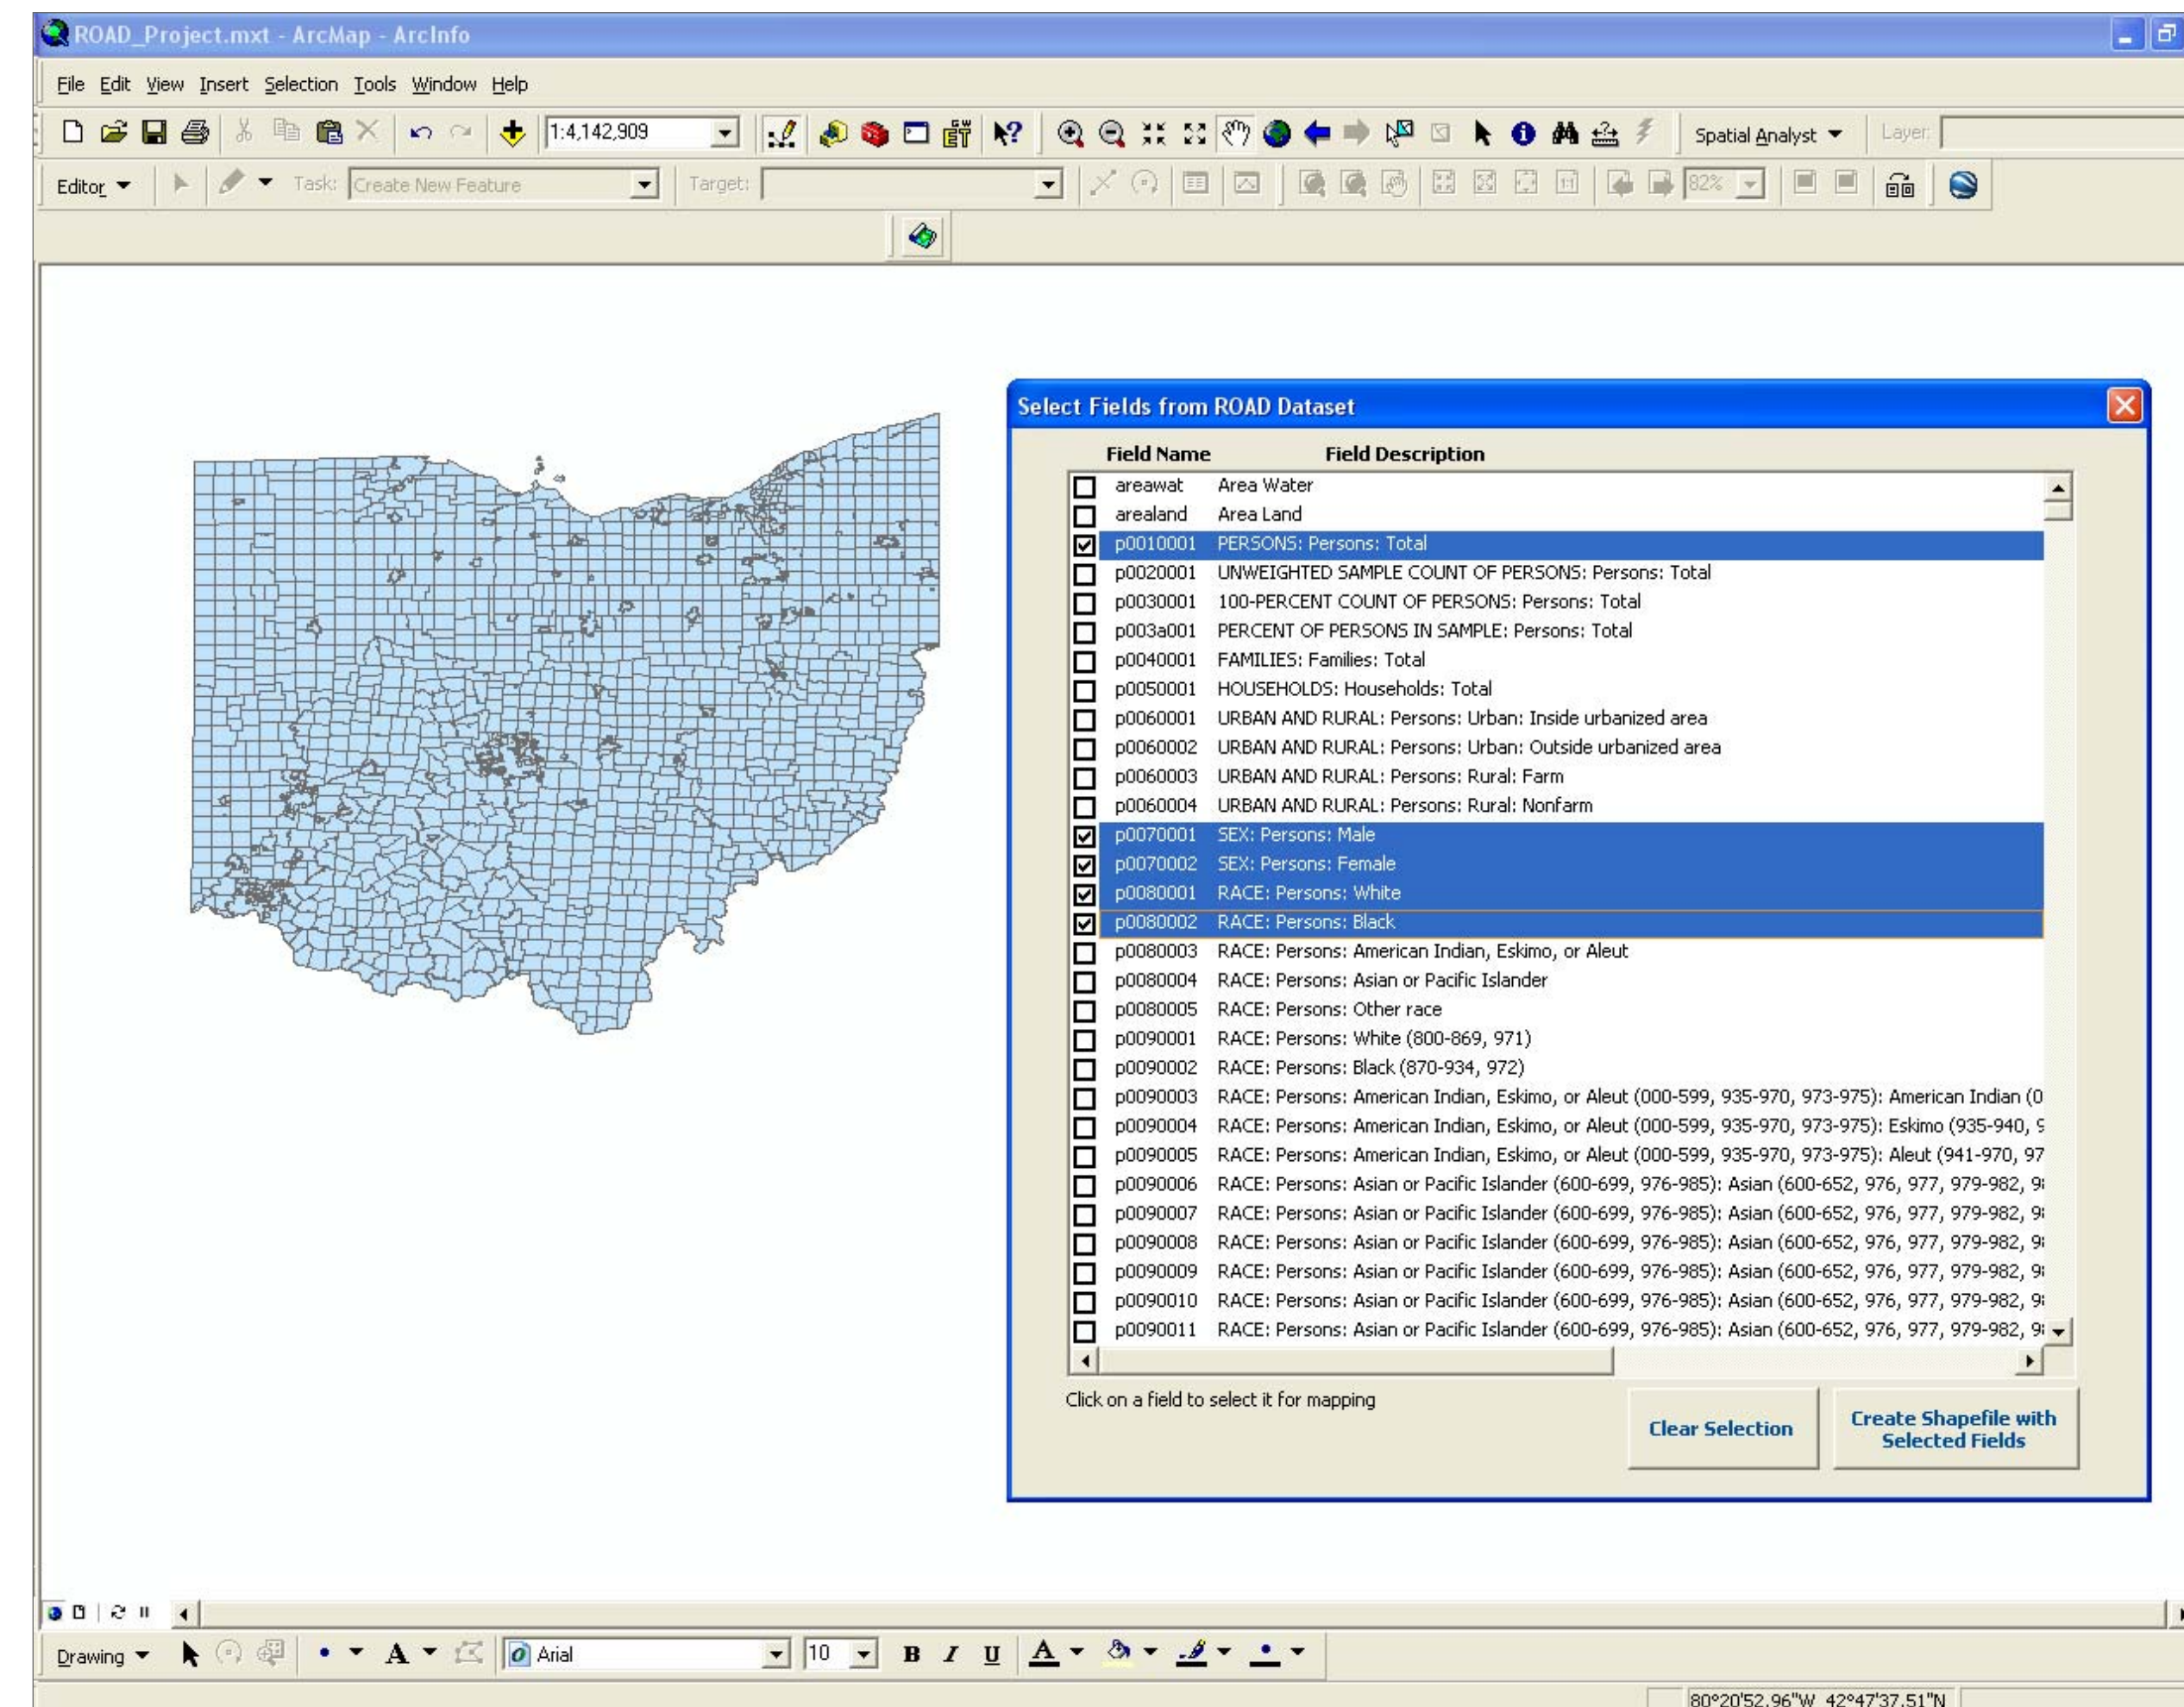 ROAD_Project.mxt - ArcMap - ArcInfo
File Edit View Insert Selection Tools Window Help
1:4,142,909
Spatial Analyst
Layer:
Editor
Task:
Create New Feature
Target:
82%
Select Fields from ROAD Dataset
Field Name Field Description
areawat Area Water
arealand Area Land
p0010001 PERSONS: Persons: Total
p0020001 UNWEIGHTED SAMPLE COUNT OF PERSONS: Persons: Total
p0030001 100-PERCENT COUNT OF PERSONS: Persons: Total
p003a001 PERCENT OF PERSONS IN SAMPLE: Persons: Total
p0040001 FAMILIES: Families: Total
p0050001 HOUSEHOLDS: Households: Total
p0060001 URBAN AND RURAL: Persons: Urban: Inside urbanized area
p0060002 URBAN AND RURAL: Persons: Urban: Outside urbanized area
p0060003 URBAN AND RURAL: Persons: Rural: Farm
p0060004 URBAN AND RURAL: Persons: Rural: Nonfarm
p0070001 SEX: Persons: Male
p0070002 SEX: Persons: Female
p0080001 RACE: Persons: White
p0080002 RACE: Persons: Black
p0080003 RACE: Persons: American Indian, Eskimo, or Aleut
p0080004 RACE: Persons: Asian or Pacific Islander
p0080005 RACE: Persons: Other race
p0090001 RACE: Persons: White (800-869, 971)
p0090002 RACE: Persons: Black (870-934, 972)
p0090003 RACE: Persons: American Indian, Eskimo, or Aleut (000-599, 935-970, 973-975): American Indian (0
p0090004 RACE: Persons: American Indian, Eskimo, or Aleut (000-599, 935-970, 973-975): Eskimo (935-940,
p0090005 RACE: Persons: American Indian, Eskimo, or Aleut (000-599, 935-970, 973-975): Aleut (941-970, 97
p0090006 RACE: Persons: Asian or Pacific Islander (600-699, 976-985): Asian (600-652, 976, 977, 979-982,
p0090007 RACE: Persons: Asian or Pacific Islander (600-699, 976-985): Asian (600-652, 976, 977, 979-982,
p0090008 RACE: Persons: Asian or Pacific Islander (600-699, 976-985): Asian (600-652, 976, 977, 979-982,
p0090009 RACE: Persons: Asian or Pacific Islander (600-699, 976-985): Asian (600-652, 976, 977, 979-982,
p0090010 RACE: Persons: Asian or Pacific Islander (600-699, 976-985): Asian (600-652, 976, 977, 979-982,
p0090011 RACE: Persons: Asian or Pacific Islander (600-699, 976-985): Asian (600-652, 976, 977, 979-982,
Click on a field to select it for mapping
Clear Selection
Create Shapefile with
Selected Fields
Drawing
A
Arial
10
B I U A
80°20'52.96"W 42°47'37.51"N